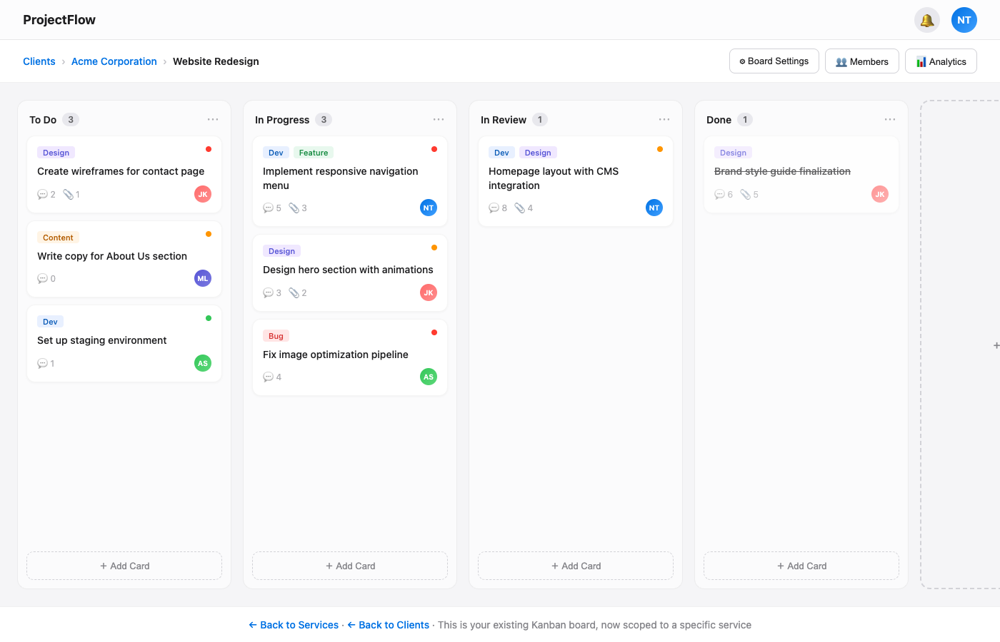 ProjectFlow
NT
Clients › Acme Corporation › Website Redesign
Board Settings
Members
Analytics
To Do 3 ···
Design
Create wireframes for contact page
2 1 JK
Content
Write copy for About Us section
0 ML
Dev
Set up staging environment
1 AS
+ Add Card
In Progress 3 ···
Dev Feature
Implement responsive navigation
menu
5 3 NT
Design
Design hero section with animations
3 2 JK
Bug
Fix image optimization pipeline
4 AS
+ Add Card
In Review 1 ···
Dev Design
Homepage layout with CMS
integration
8 4 NT
+ Add Card
Done 1 ···
Design
Brand style guide finalization
6 5 JK
+ Add Card
+
← Back to Services · ← Back to Clients · This is your existing Kanban board, now scoped to a specific service